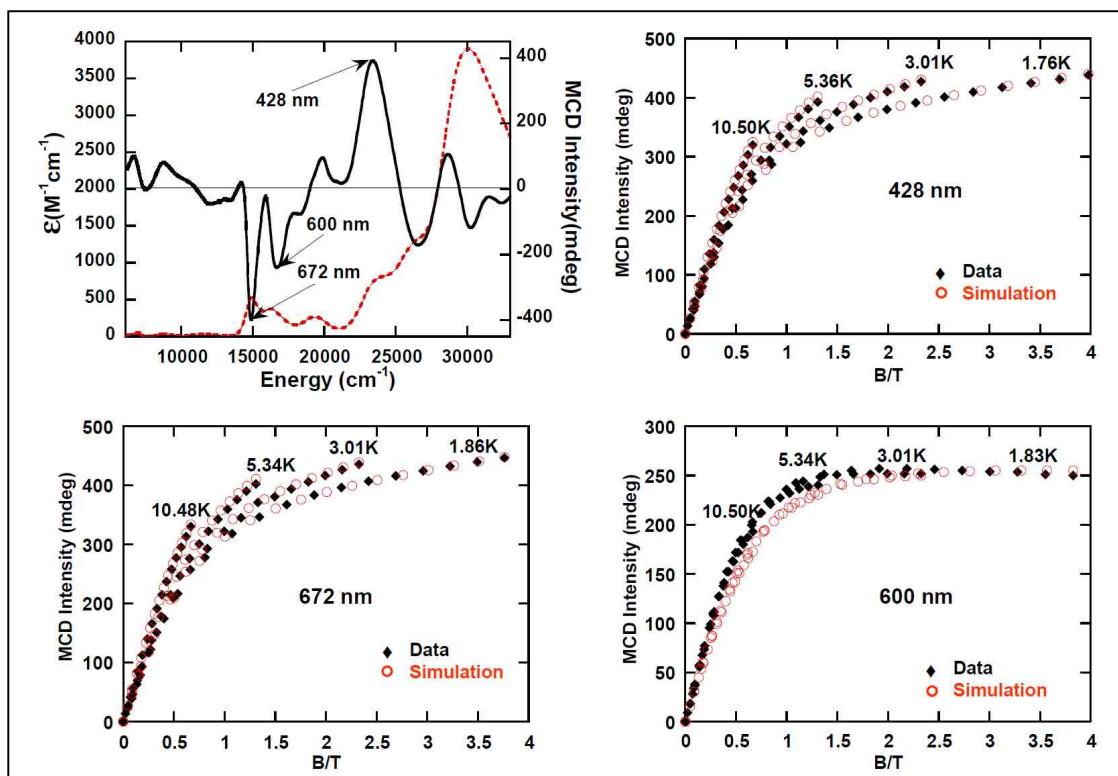 4000
3500
3000
2500
2000
1500
1000
500
0
ε(M⁻¹cm⁻¹)
400
200
0
-200
-400
MCD Intensity(mdeg)
428 nm
600 nm
672 nm
10000 15000 20000 25000 30000
Energy (cm⁻¹)
500
400
300
200
100
0
MCD Intensity (mdeg)
10.50K
5.36K
3.01K
1.76K
428 nm
Data
Simulation
0 0.5 1 1.5 2 2.5 3 3.5 4
B/T
500
400
300
200
100
0
MCD Intensity (mdeg)
10.48K
5.34K
3.01K
1.86K
672 nm
Data
Simulation
0 0.5 1 1.5 2 2.5 3 3.5 4
B/T
300
250
200
150
100
50
0
MCD Intensity (mdeg)
10.50K
5.34K
3.01K
1.83K
600 nm
Data
Simulation
0 0.5 1 1.5 2 2.5 3 3.5 4
B/T